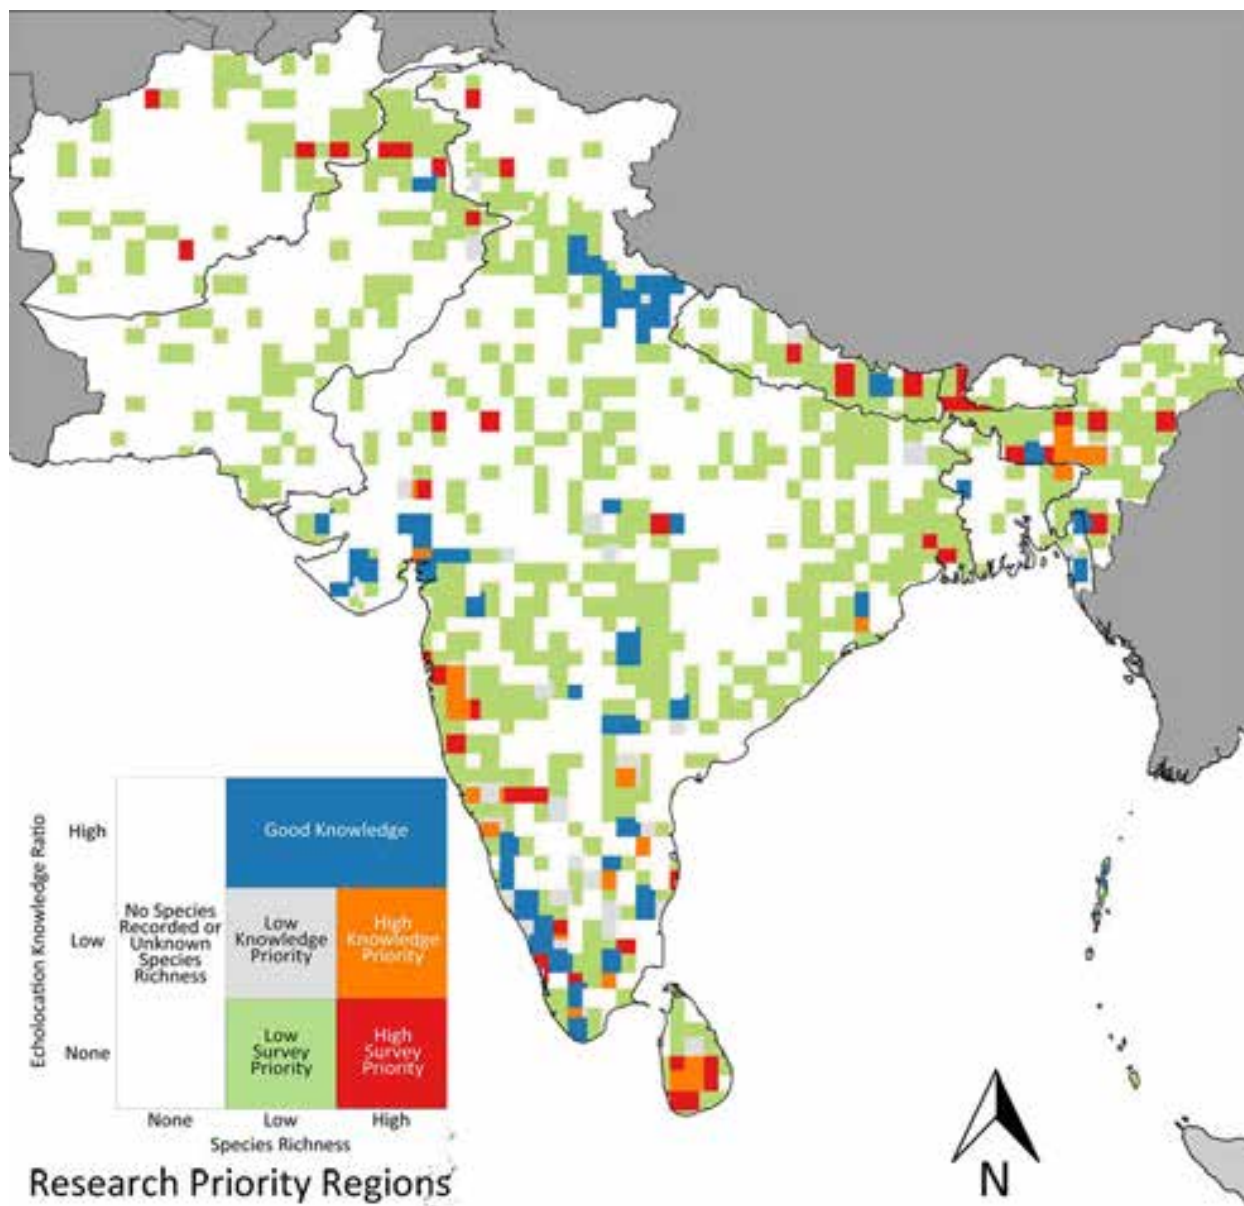 Echolocation Knowledge Ratio
High
Low
None
Good Knowledge
No Species
Recorded or
Unknown
Species
Richness
Low
Knowledge
Priority
High
Knowledge
Priority
Low
Survey
Priority
High
Survey
Priority
None
Low
High
Species Richness
Research Priority Regions
N